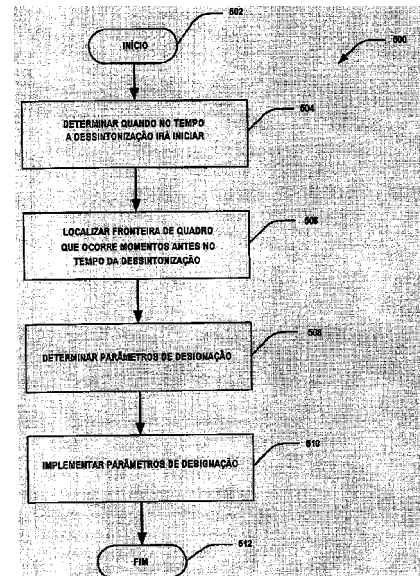 502
INÍCIO
500
504
DETERMINAR QUANDO NO TEMPO
A DESSINTONIZAÇÃO IRÁ INICIAR
506
LOCALIZAR FRONTEIRA DE QUADRO
QUE OCORRE MOMENTOS ANTES NO
TEMPO DA DESSINTONIZAÇÃO
508
DETERMINAR PARÂMETROS DE DESIGNAÇÃO
510
IMPLEMENTAR PARÂMETROS DE DESIGNAÇÃO
512
FIM